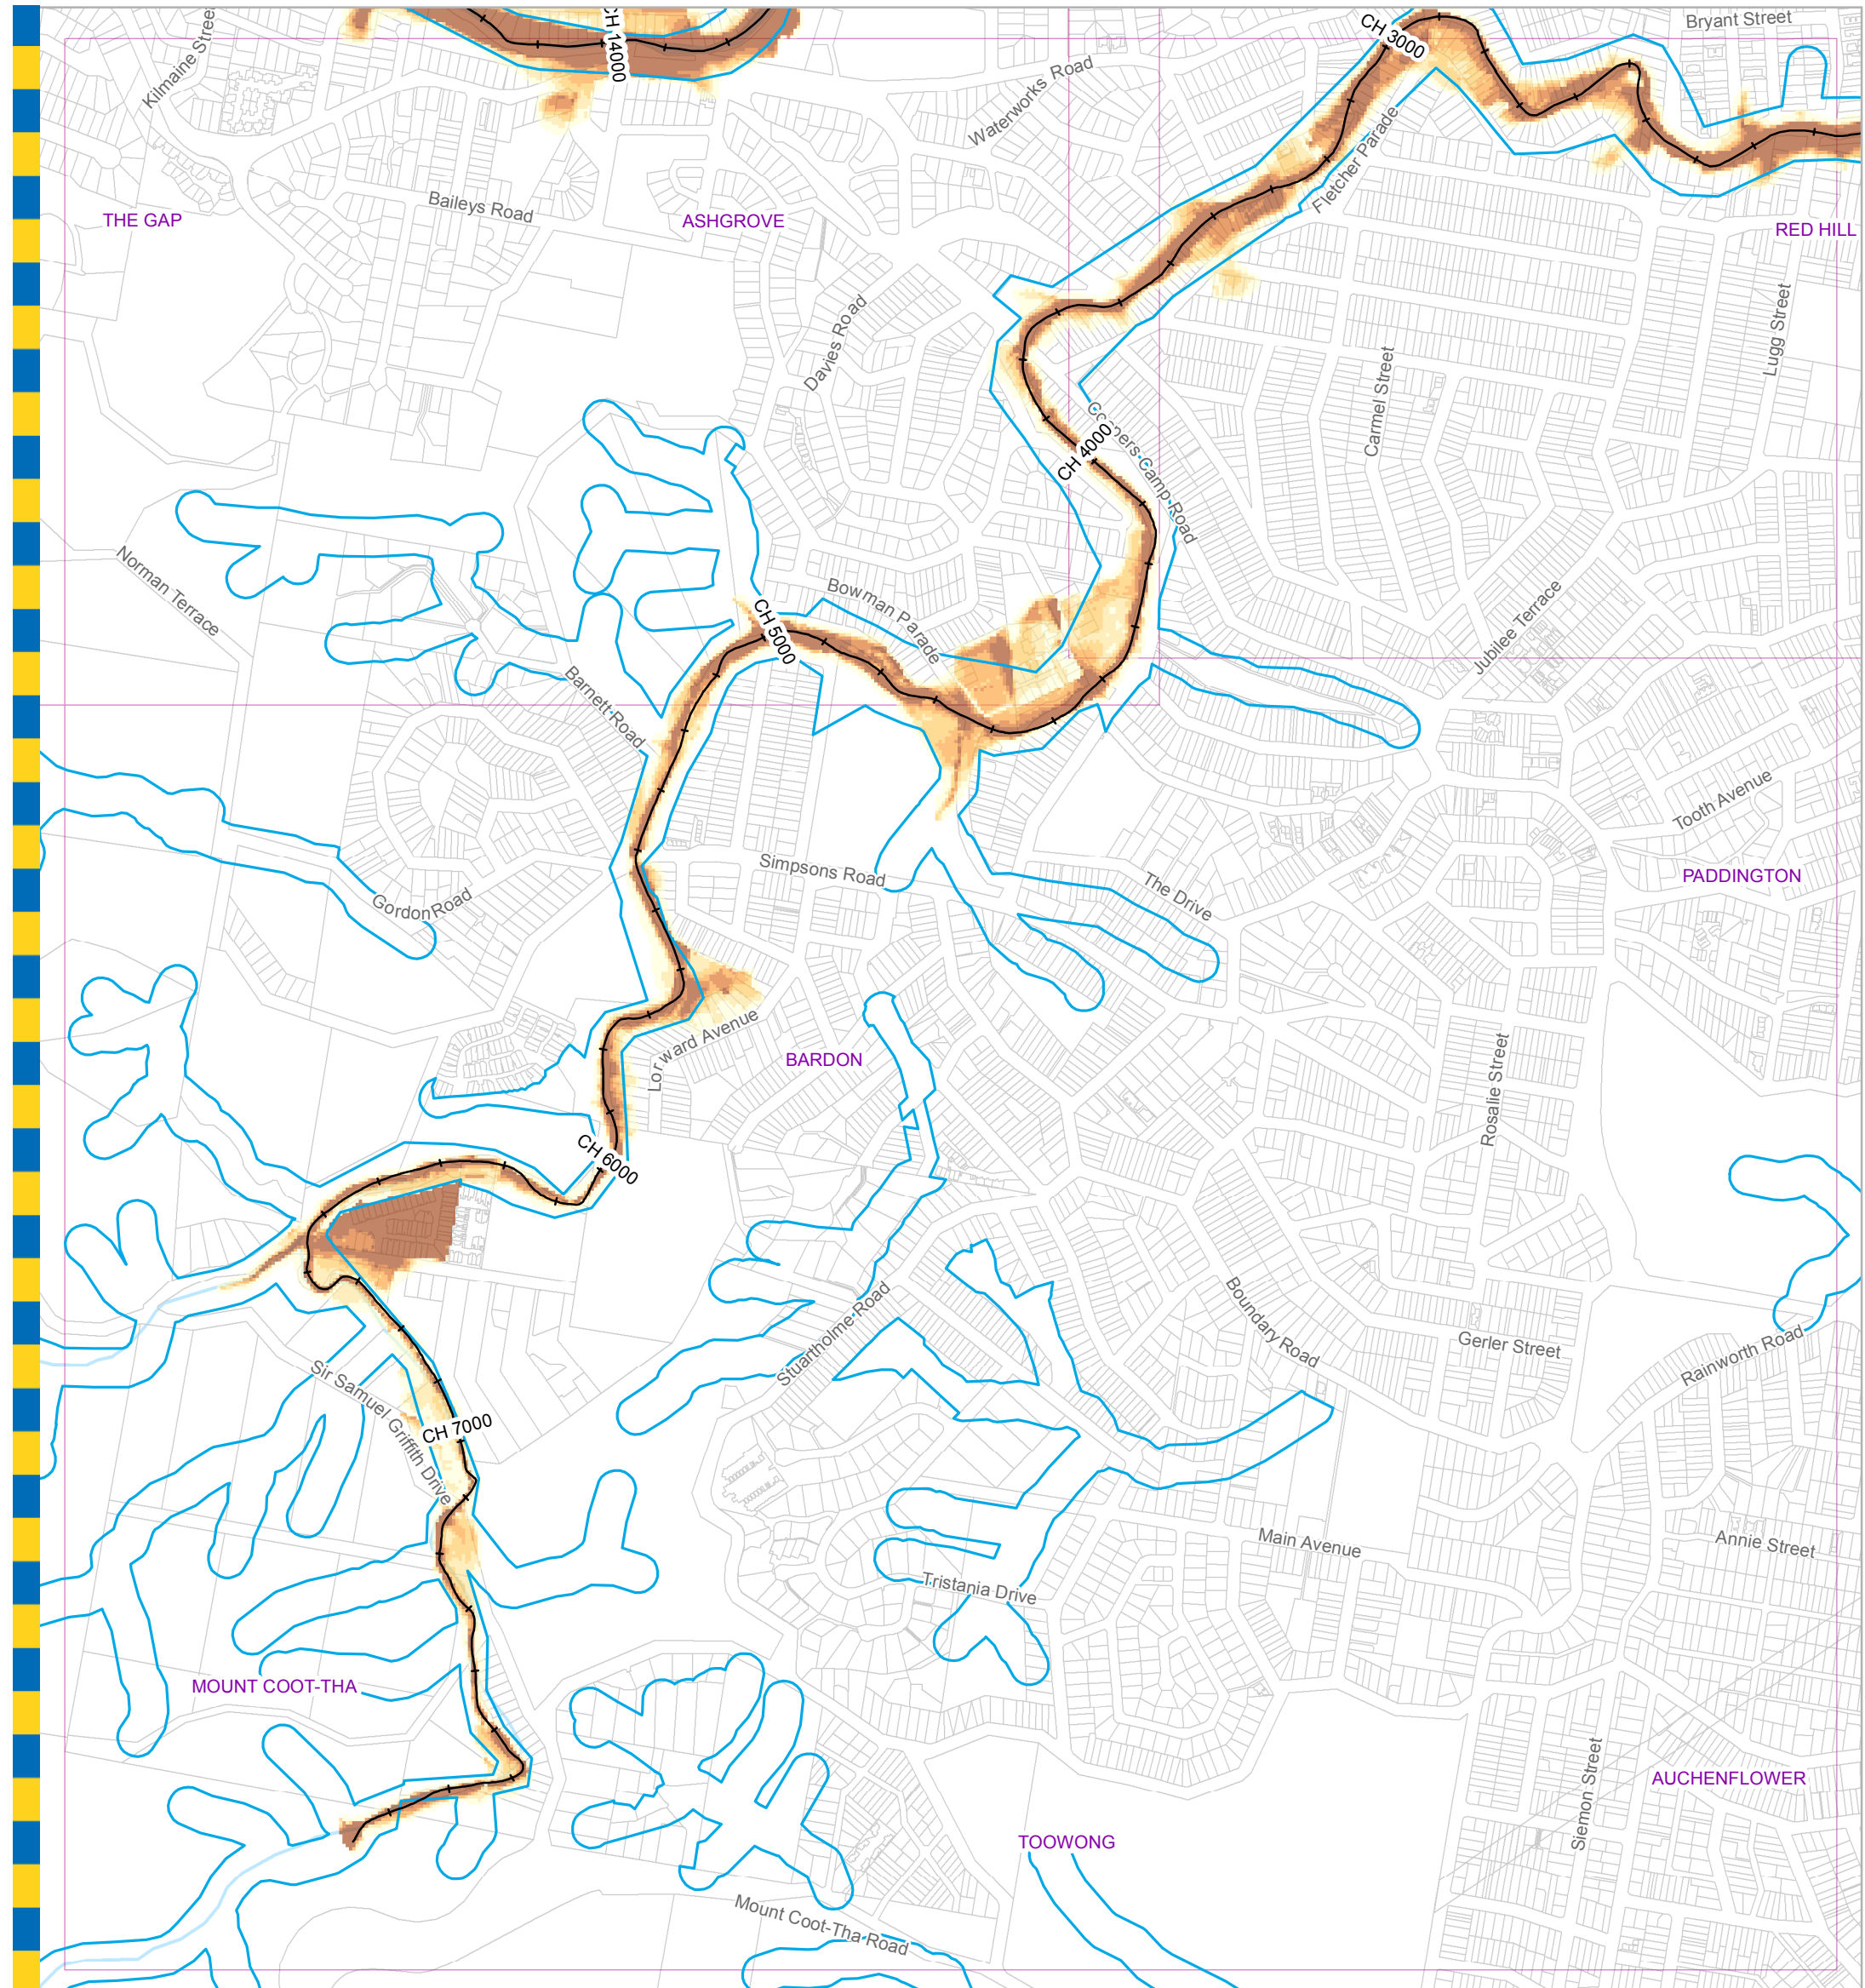 CH 14000
CH 3000
Bryant Street
Kilmaine Street
Waterworks Road
Fletcher Parade
Baileys Road
THE GAP
ASHGROVE
RED HILL
Lugg Street
Davies Road
Carmel Street
Coopers Camp Road
CH 4000
Norman Terrace
Bowman Parade
CH 5000
Jubilee Terrace
Barnett Road
Tooth Avenue
Simpsons Road
The Drive
PADDINGTON
Gordon Road
Lorward Avenue
BARDON
Rosalie Street
CH 6000
Stuartholme Road
Boundary Road
Gerler Street
Rainworth Road
Sir Samuel Griffith Drive
CH 7000
Main Avenue
Annie Street
Tristania Drive
MOUNT COOT-THA
Siemon Street
AUCHENFLOWER
TOOWONG
Mount Coot-Tha Road